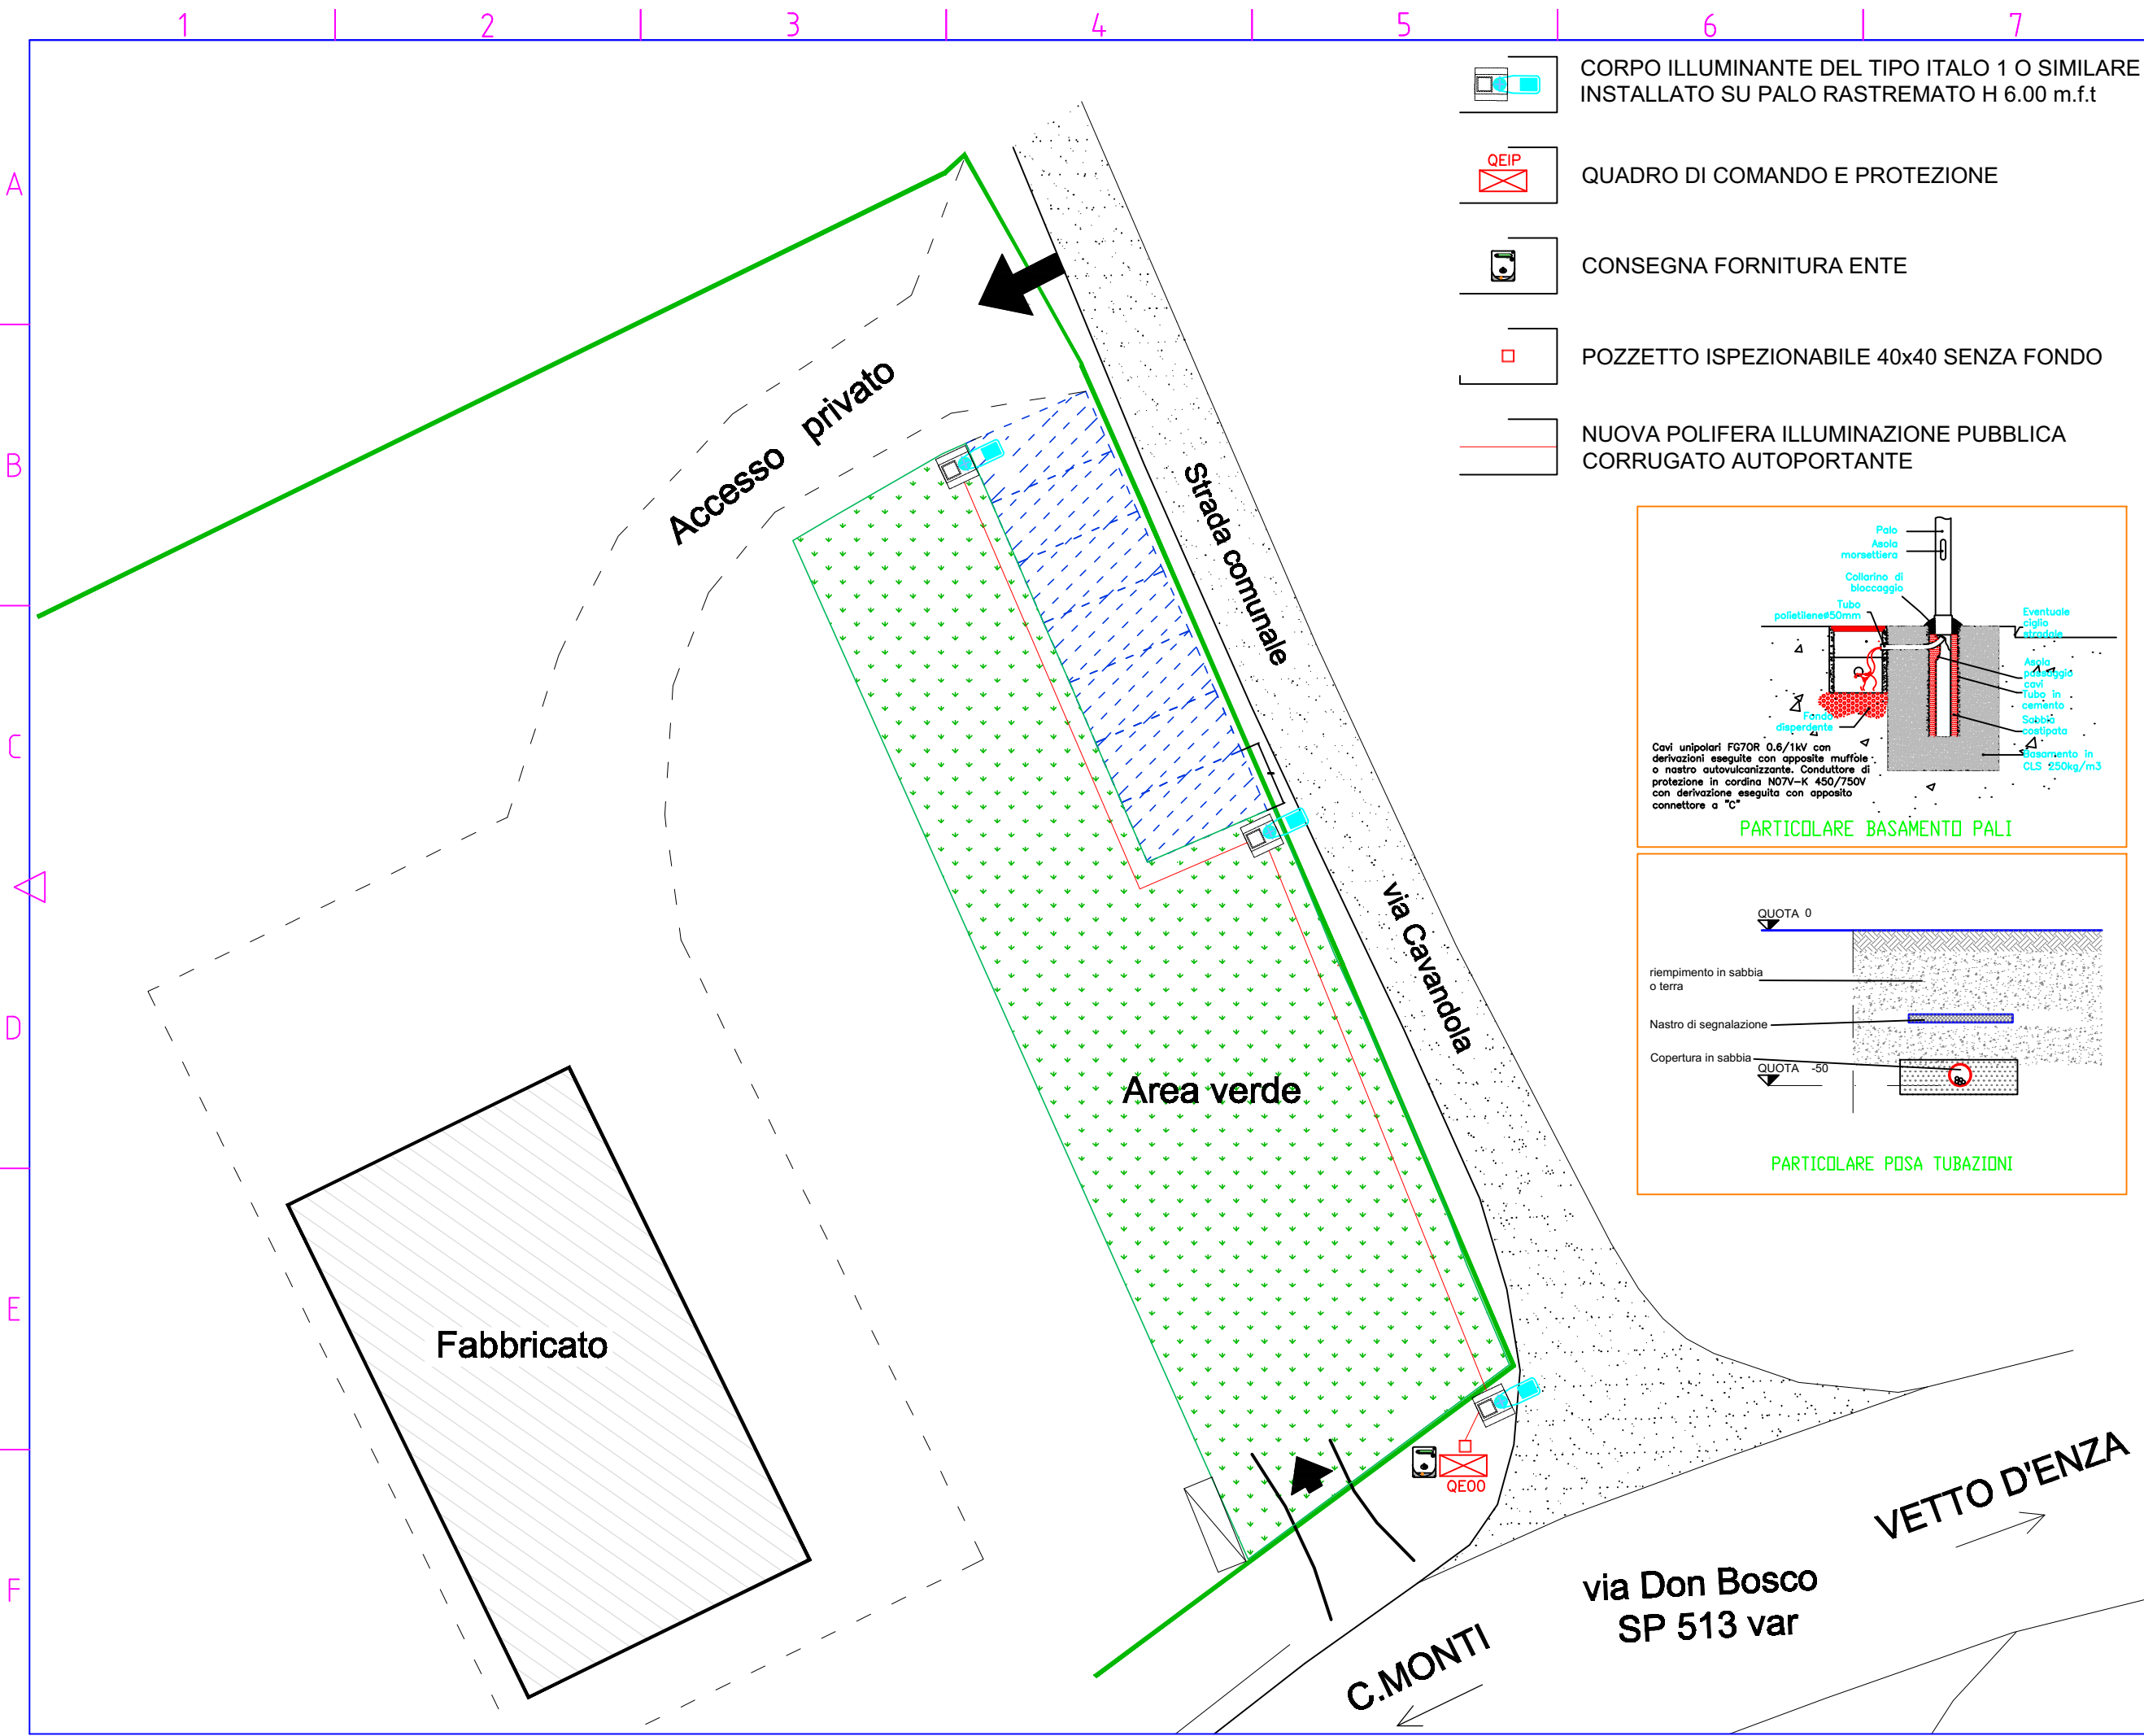 1 2 3 4 5 6 7
A
B
C
D
E
F
CORPO ILLUMINANTE DEL TIPO ITALO 1 O SIMILARE
INSTALLATO SU PALO RASTREMATO H 6.00 m.f.t
QEIP
QUADRO DI COMANDO E PROTEZIONE
CONSEGNA FORNITURA ENTE
POZZETTO ISPEZIONABILE 40x40 SENZA FONDO
NUOVA POLIFERA ILLUMINAZIONE PUBBLICA
CORRUGATO AUTOPORTANTE
Accesso privato
Strada comunale
via Cavandola
Area verde
Fabbricato
QE00
VETTO D'ENZA
via Don Bosco
SP 513 var
C.MONTI
Palo
Asola
morsettiera
Collarino di
bloccaggio
Tubo
polietileneø50mm
Eventuale
ciglio
stradale
Asola
passaggio
cavi
Tubo in
cemento
Sabbia
costipata
Fondo
disperdente
Basamento in
CLS 250kg/m3
Cavi unipolari FG7OR 0.6/1kV con
derivazioni eseguite con apposite muffole
o nastro autovulcanizzante. Conduttore di
protezione in cordina N07V-K 450/750V
con derivazione eseguita con apposito
connettore a "C"
PARTICOLARE BASAMENTO PALI
QUOTA 0
riempimento in sabbia
o terra
Nastro di segnalazione
Copertura in sabbia
QUOTA -50
PARTICOLARE POSA TUBAZIONI